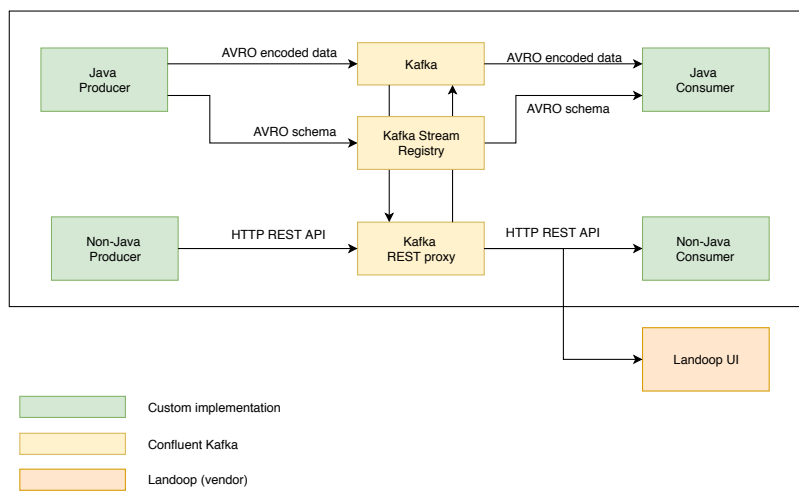 AVRO encoded data
AVRO encoded data
Java
Producer
Kafka
Java
Consumer
AVRO schema
AVRO schema
Kafka Stream
Registry
HTTP REST API
HTTP REST API
Non-Java
Producer
Kafka
REST proxy
Non-Java
Consumer
Landoop UI
Custom implementation
Confluent Kafka
Landoop (vendor)